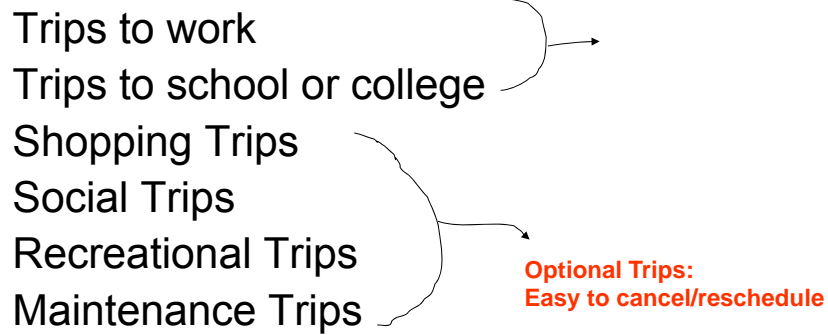 Trips to work
Trips to school or college
Shopping Trips
Social Trips
Recreational Trips
Maintenance Trips
Optional Trips:
Easy to cancel/reschedule